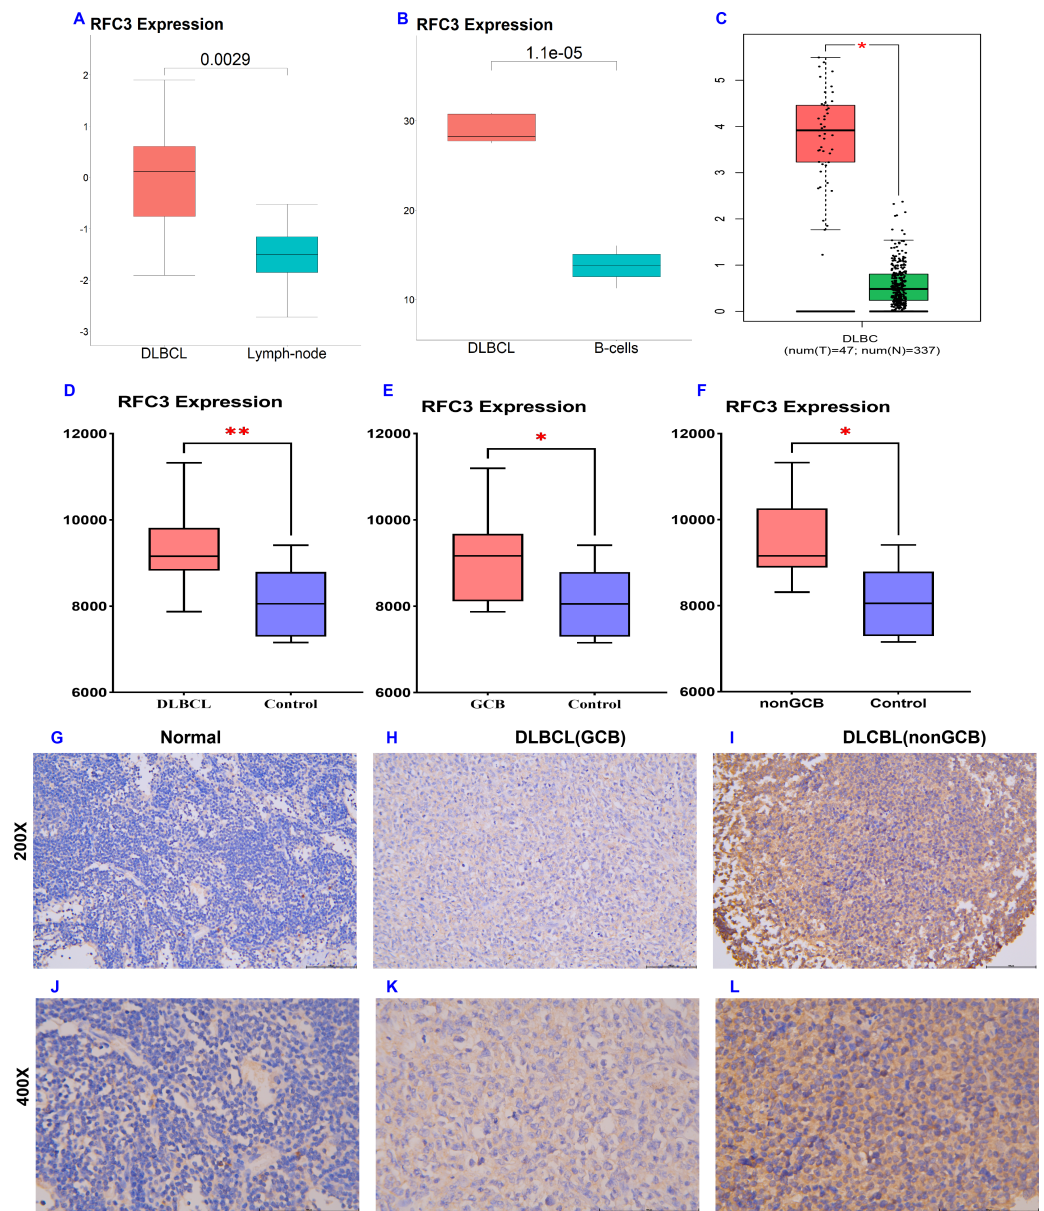 A
RFC3 Expression
0.0029
2
1
0
-1
-2
-3
DLBCL Lymph-node
B
RFC3 Expression
1.1e-05
30
20
10
DLBCL B-cells
C
*
5
4
3
2
1
0
DLBC
(num(T)=47; num(N)=337)
D
RFC3 Expression
**
12000
10000
8000
6000
DLBCL Control
E
RFC3 Expression
*
12000
10000
8000
6000
GCB Control
F
RFC3 Expression
*
12000
10000
8000
6000
nonGCB Control
G Normal
H DLBCL(GCB)
I DLCBL(nonGCB)
200X
J
K
L
400X